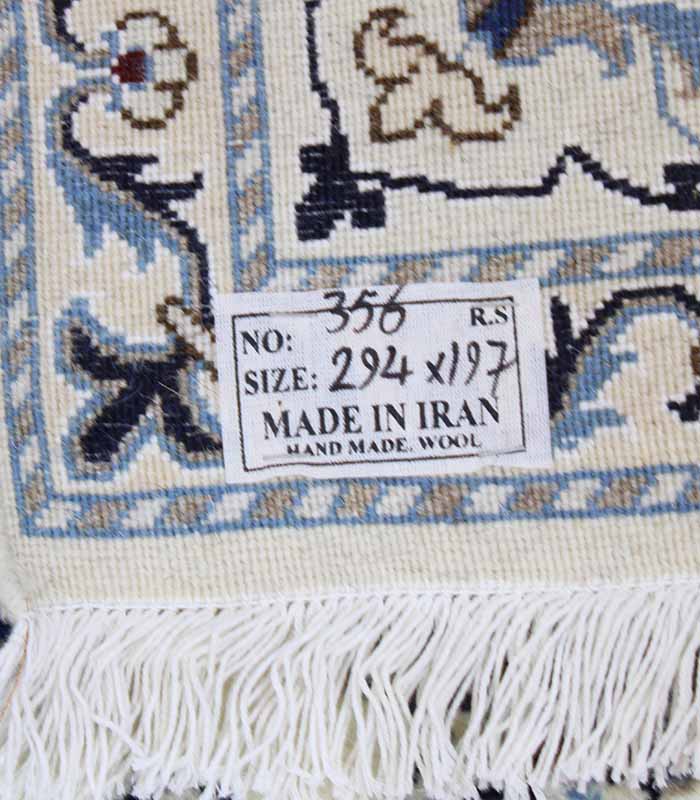 NO: 356 R.S
SIZE: 294 x197
MADE IN IRAN
HAND MADE. WOOL